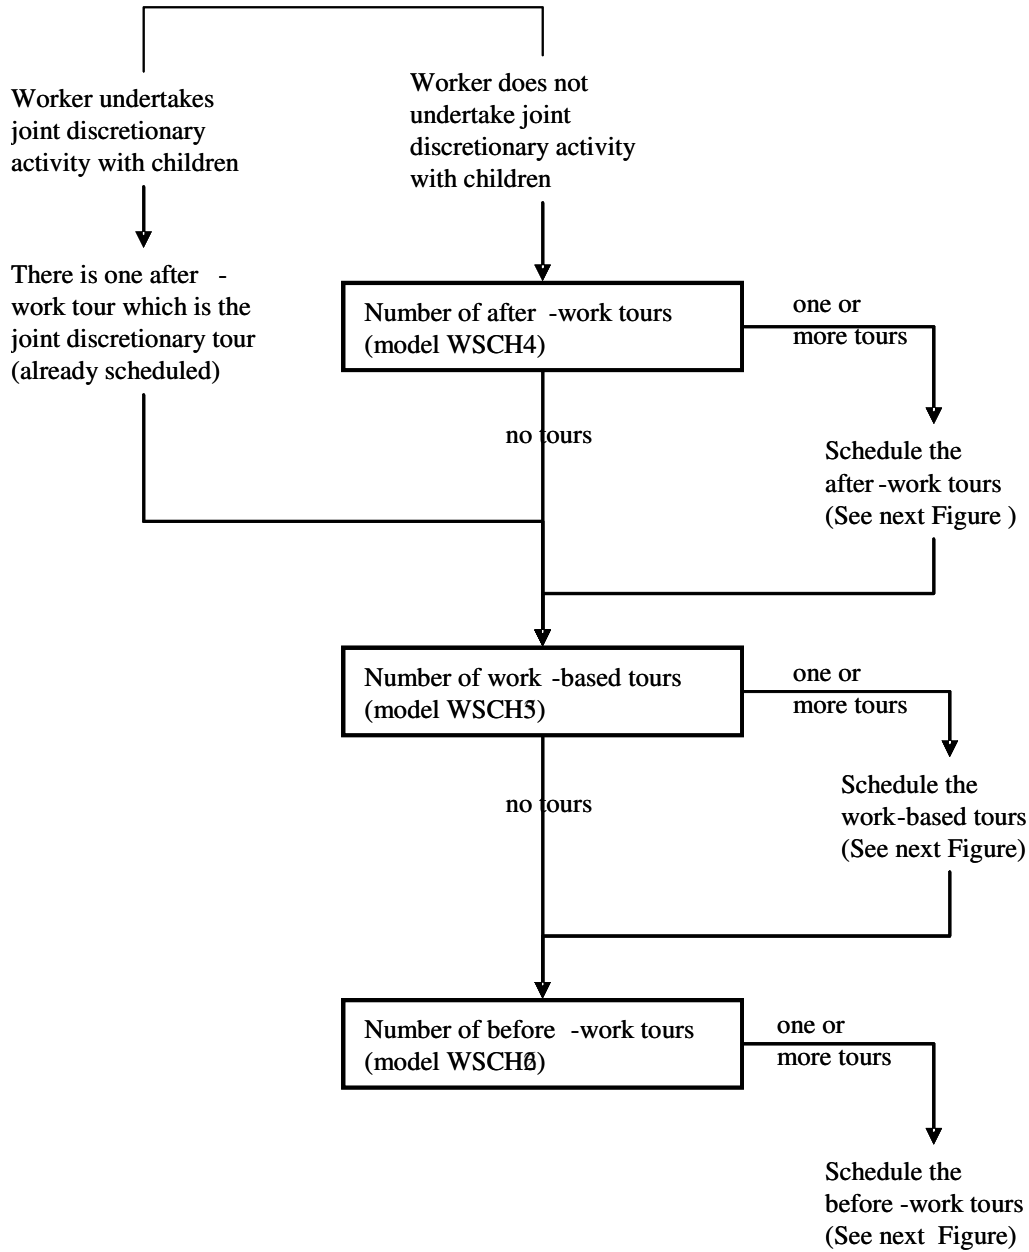 Worker undertakes
joint discretionary
activity with children
Worker does not
undertake joint
discretionary activity
with children
There is one after -
work tour which is the
joint discretionary tour
(already scheduled)
Number of after -work tours
(model WSCH4)
one or
more tours
no tours
Schedule the
after -work tours
(See next Figure )
Number of work -based tours
(model WSCH5)
one or
more tours
no tours
Schedule the
work-based tours
(See next Figure)
Number of before -work tours
(model WSCH6)
one or
more tours
Schedule the
before -work tours
(See next Figure)